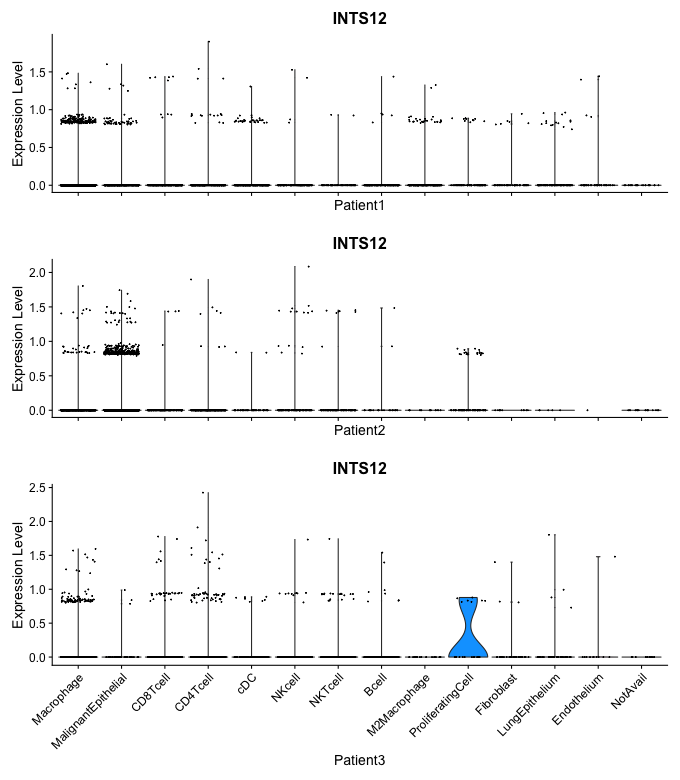 INTS12
Expression Level
1.5
1.0
0.5
0.0
Patient1
INTS12
Expression Level
2.0
1.5
1.0
0.5
0.0
Patient2
INTS12
Expression Level
2.5
2.0
1.5
1.0
0.5
0.0
Macrophage
MalignantEpithelial
CD8Tcell
CD4Tcell
cDC
NKcell
NKTcell
Bcell
M2Macrophage
ProliferatingCell
Fibroblast
LungEpithelium
Endothelium
NotAvail
Patient3